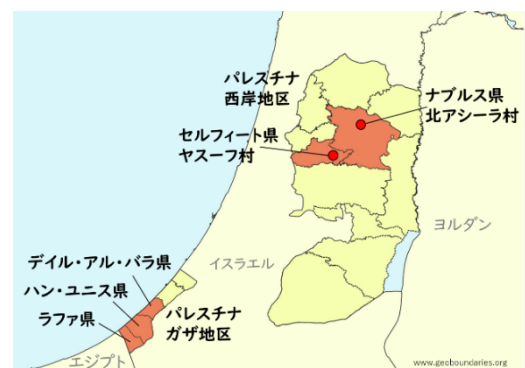 パレスチナ
西岸地区
ナブルス県
北アシーラ村
セルフィート県
ヤスーフ村
ヨルダン
イスラエル
デイル・アル・バラ県
ハン・ユニス県
ラファ県
パレスチナ
ガザ地区
エジプト
www.geoboundaries.org